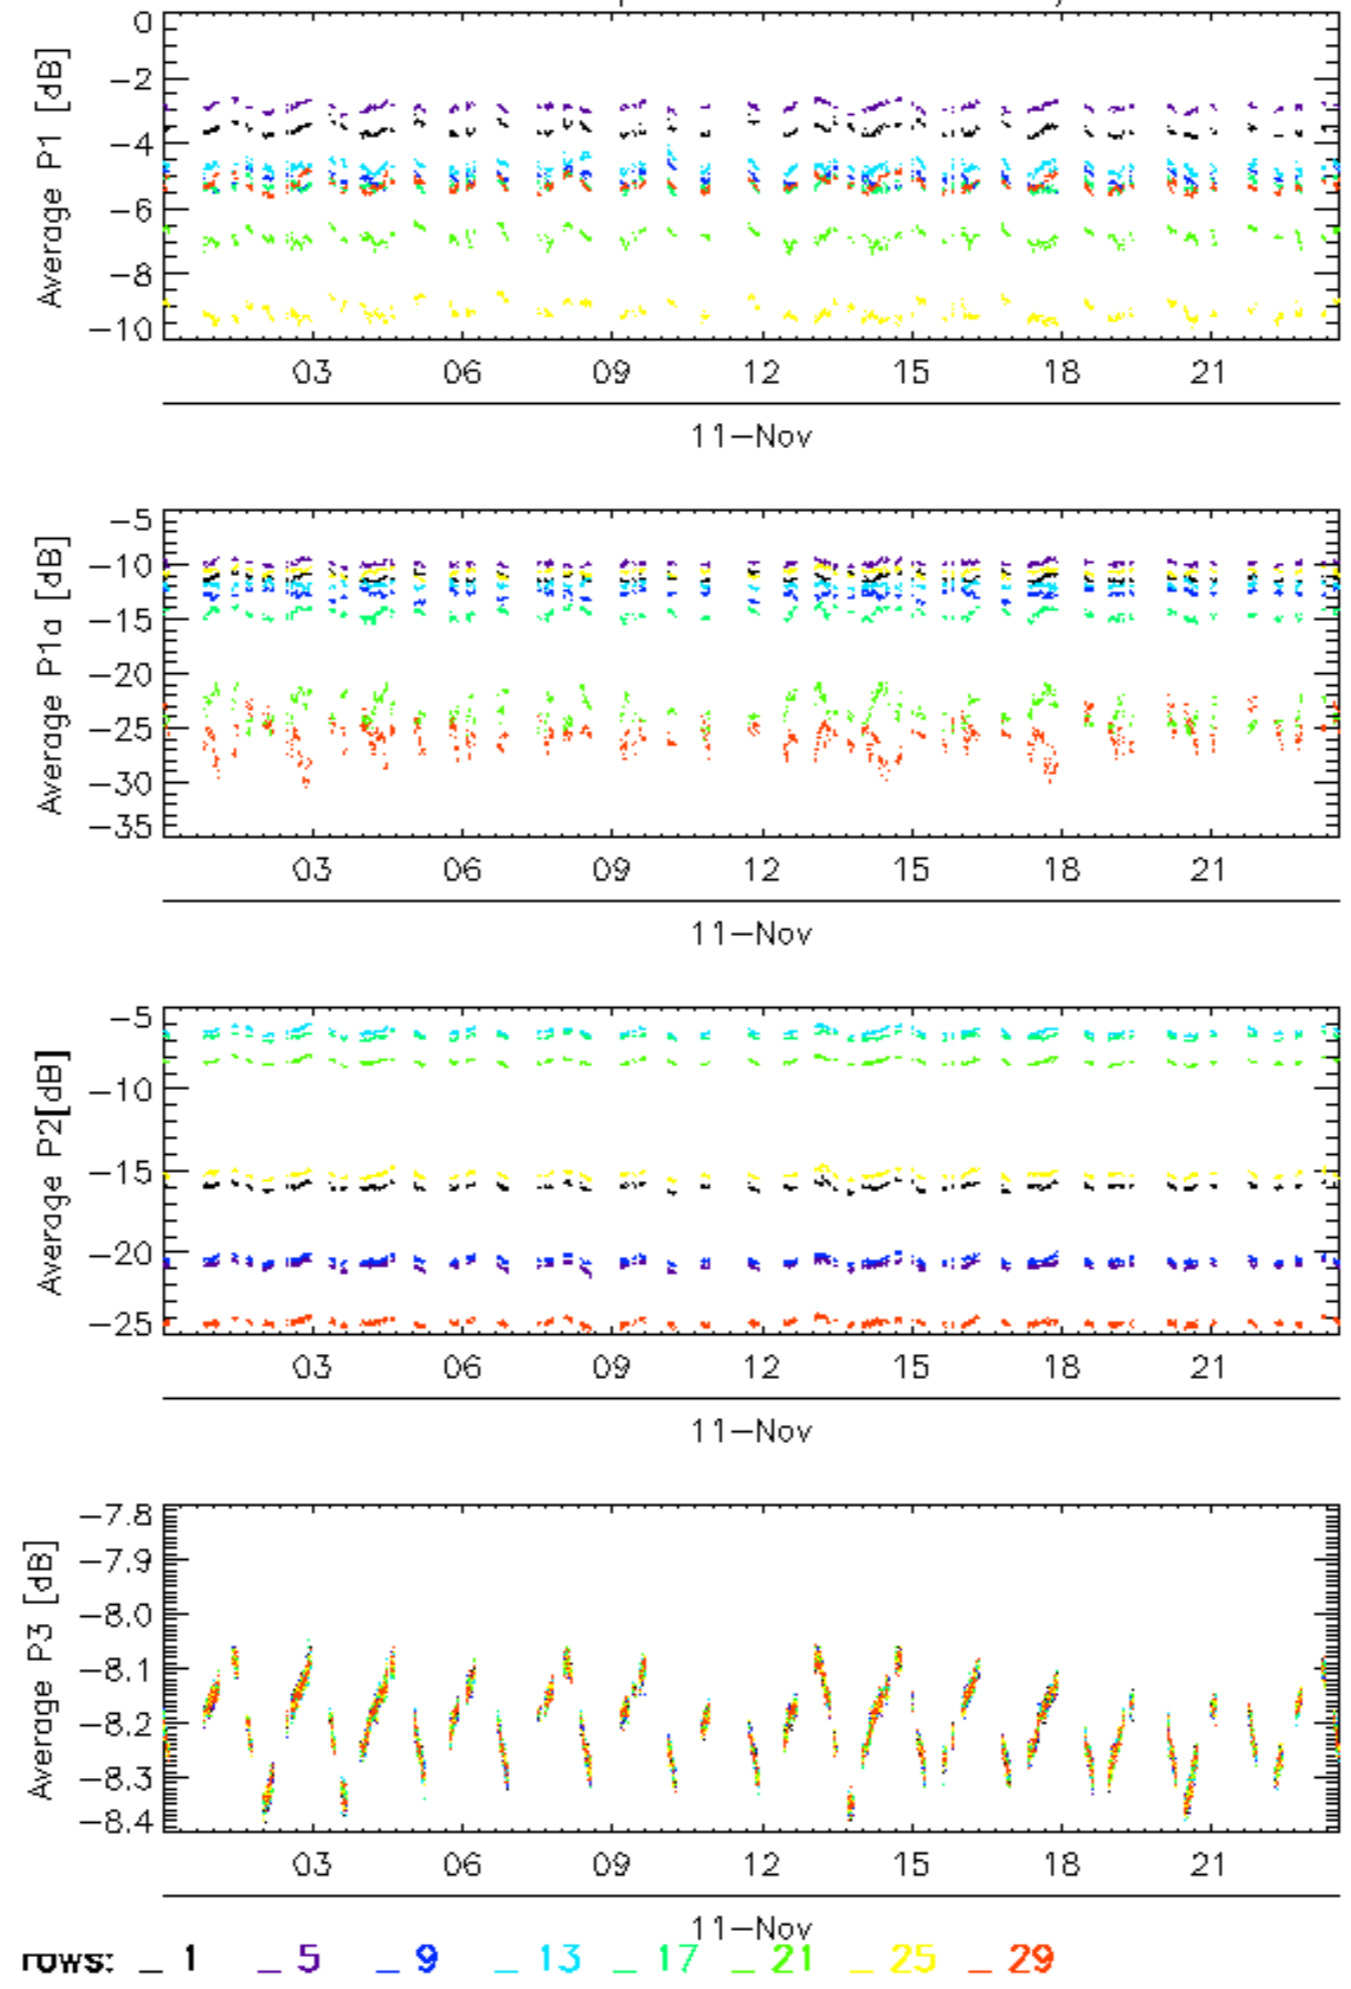 0
−2
−4
−6
−8
−10
Average P1 [dB]
03 06 09 12 15 18 21
11−Nov
−5
−10
−15
−20
−25
−30
−35
Average P1a [dB]
03 06 09 12 15 18 21
11−Nov
−5
−10
−15
−20
−25
Average P2[dB]
03 06 09 12 15 18 21
11−Nov
−7.8
−7.9
−8.0
−8.1
−8.2
−8.3
−8.4
Average P3 [dB]
03 06 09 12 15 18 21
11−Nov
rows: _ 1 _ 5 _ 9 _ 13 _ 17 _ 21 _ 25 _ 29